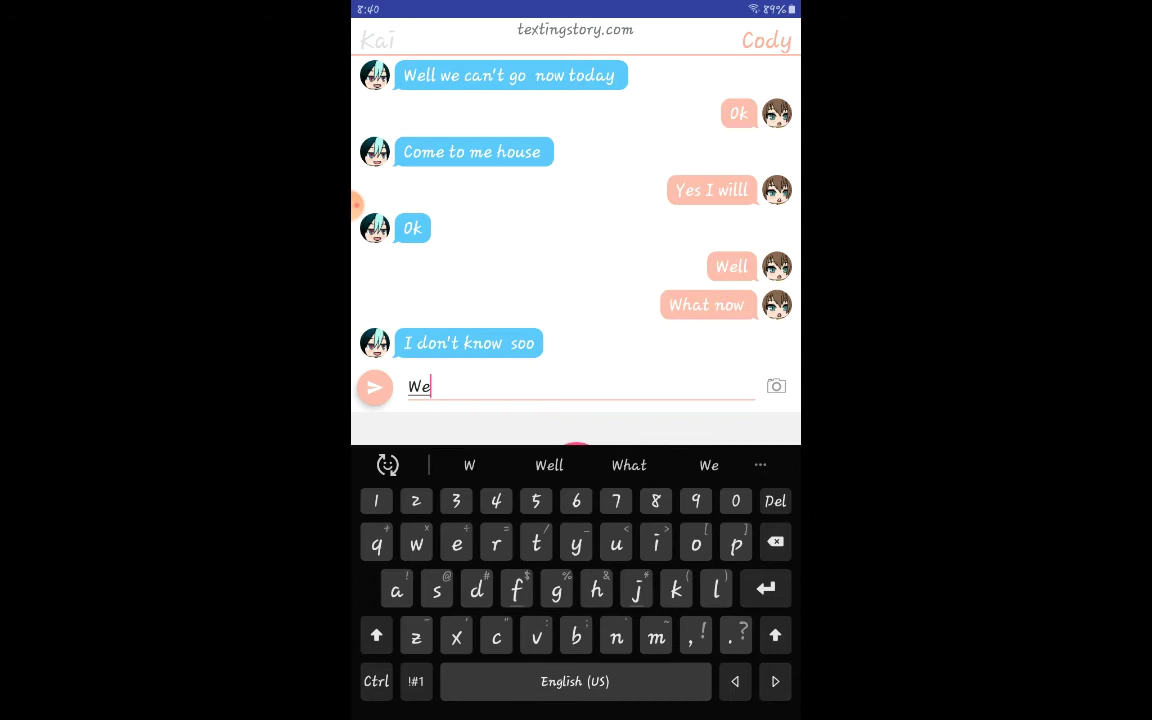 8:40 89%
textingstory.com
Kai Cody
Well we can't go now today
Ok
Come to me house
Yes I willl
Ok
Well
What now
I don't know soo
We
W Well What We ...
1 2 3 4 5 6 7 8 9 0 Del
+ × ÷ = / _ < > [ ]
q w e r t y u i o p
! @ # $ % & * ( )
a s d f g h j k l
- ' " : ; ~
z x c v b n m , ! . ?
Ctrl !#1 English (US)